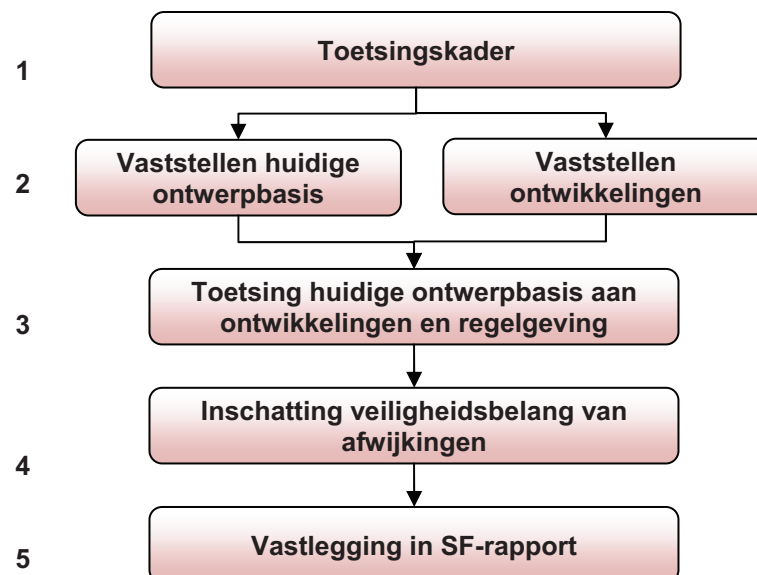 1
Toetsingskader
2
Vaststellen huidige
ontwerpbasis
Vaststellen
ontwikkelingen
3
Toetsing huidige ontwerpbasis aan
ontwikkelingen en regelgeving
4
Inschatting veiligheidsbelang van
afwijkingen
5
Vastlegging in SF-rapport